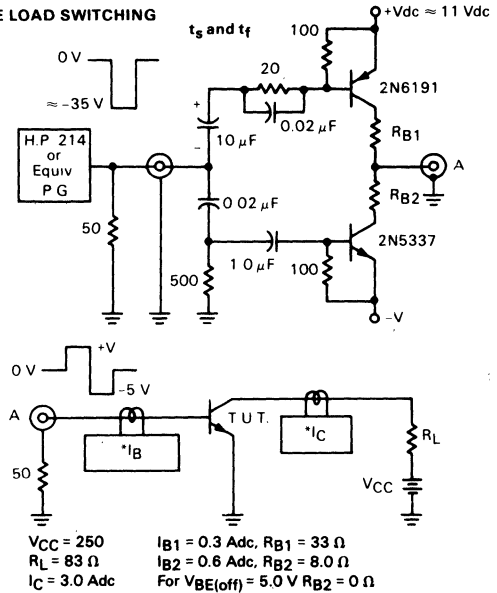 E LOAD SWITCHING
ts and tf
+Vdc ≈ 11 Vdc
0 V
≈ -35 V
100
20
2N6191
+
10 μF
-
0.02 μF
RB1
H.P. 214
or
Equiv
P G
A
RB2
50
0 02 μF
2N5337
1 0 μF
500
100
-V
+V
0 V
-5 V
A
T U T.
*IB
*IC
RL
50
VCC
VCC = 250
RL = 83 Ω
IC = 3.0 Adc
IB1 = 0.3 Adc, RB1 = 33 Ω
IB2 = 0.6 Adc, RB2 = 8.0 Ω
For VBE(off) = 5.0 V RB2 = 0 Ω